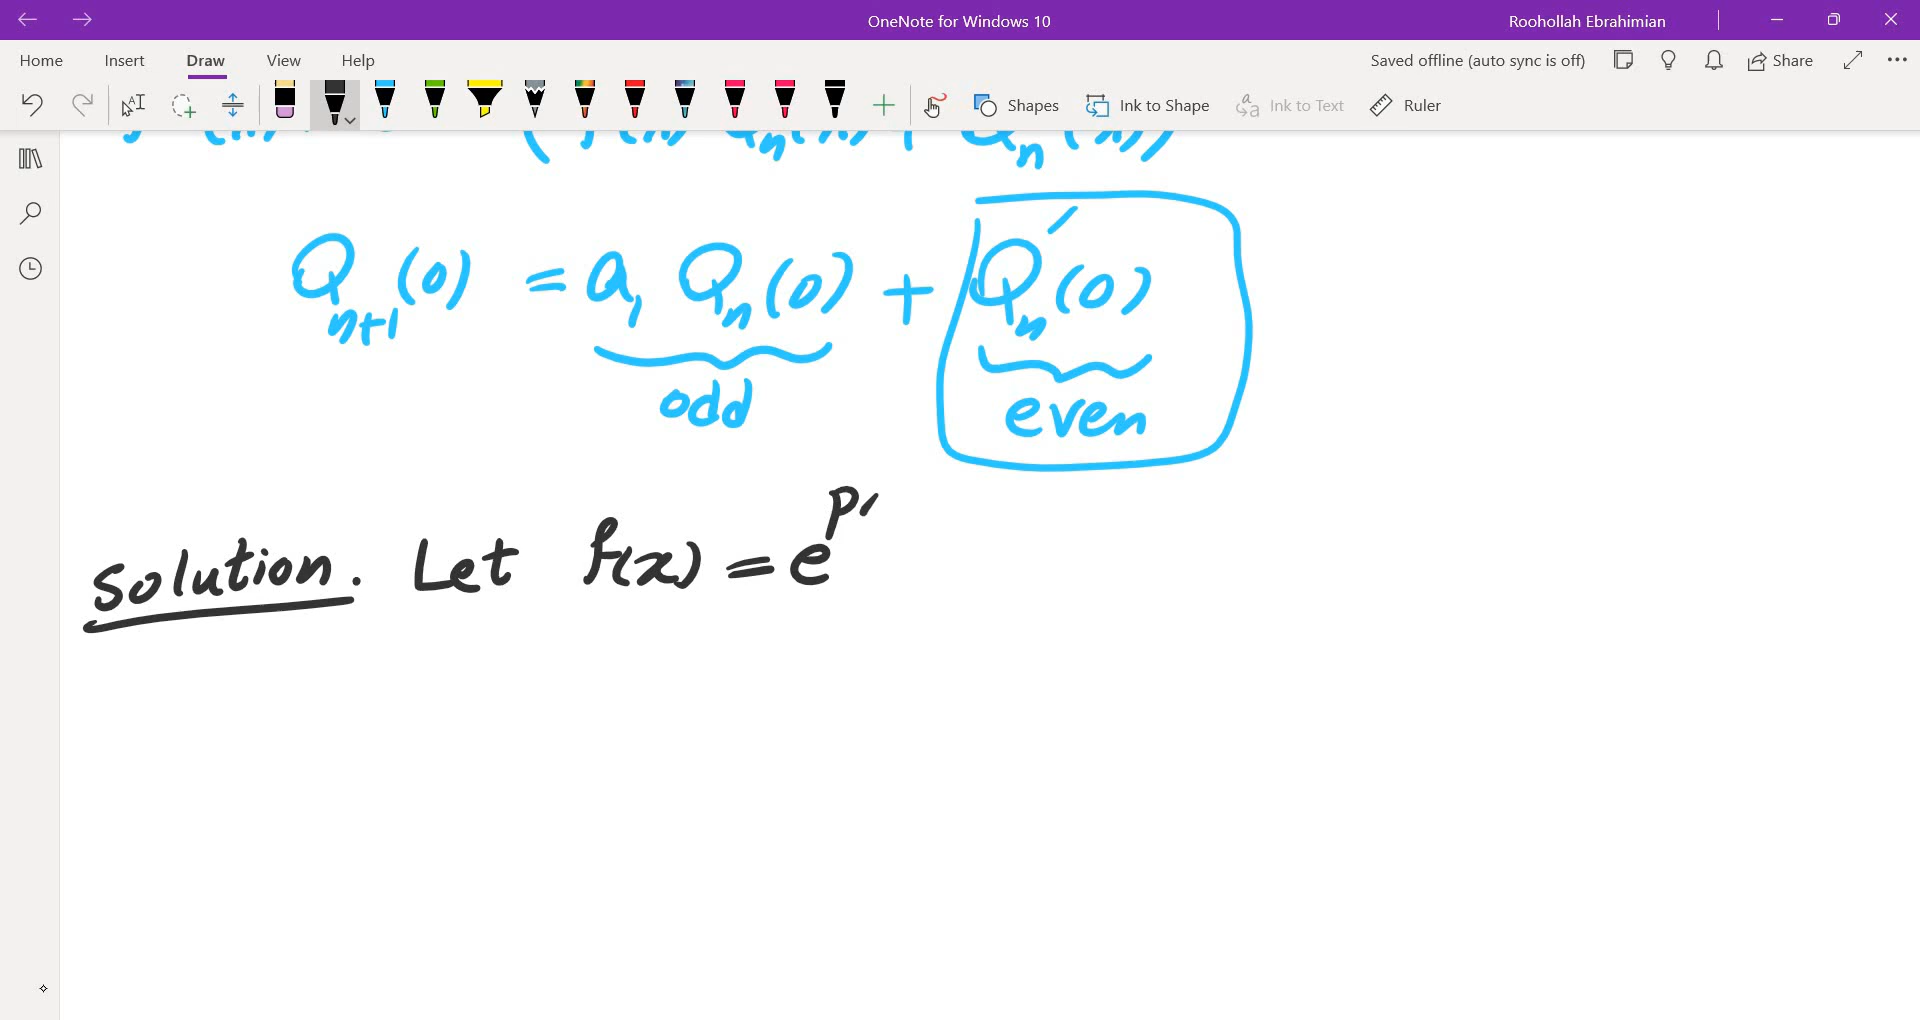 OneNote for Windows 10 Roohollah Ebrahimian
Home Insert Draw View Help Saved offline (auto sync is off) Share
Shapes Ink to Shape Ink to Text Ruler
Qₙ₊₁(0) = a₁ Qₙ(0) + Qₙ′(0)
odd even
Solution. Let f(x) = e^p